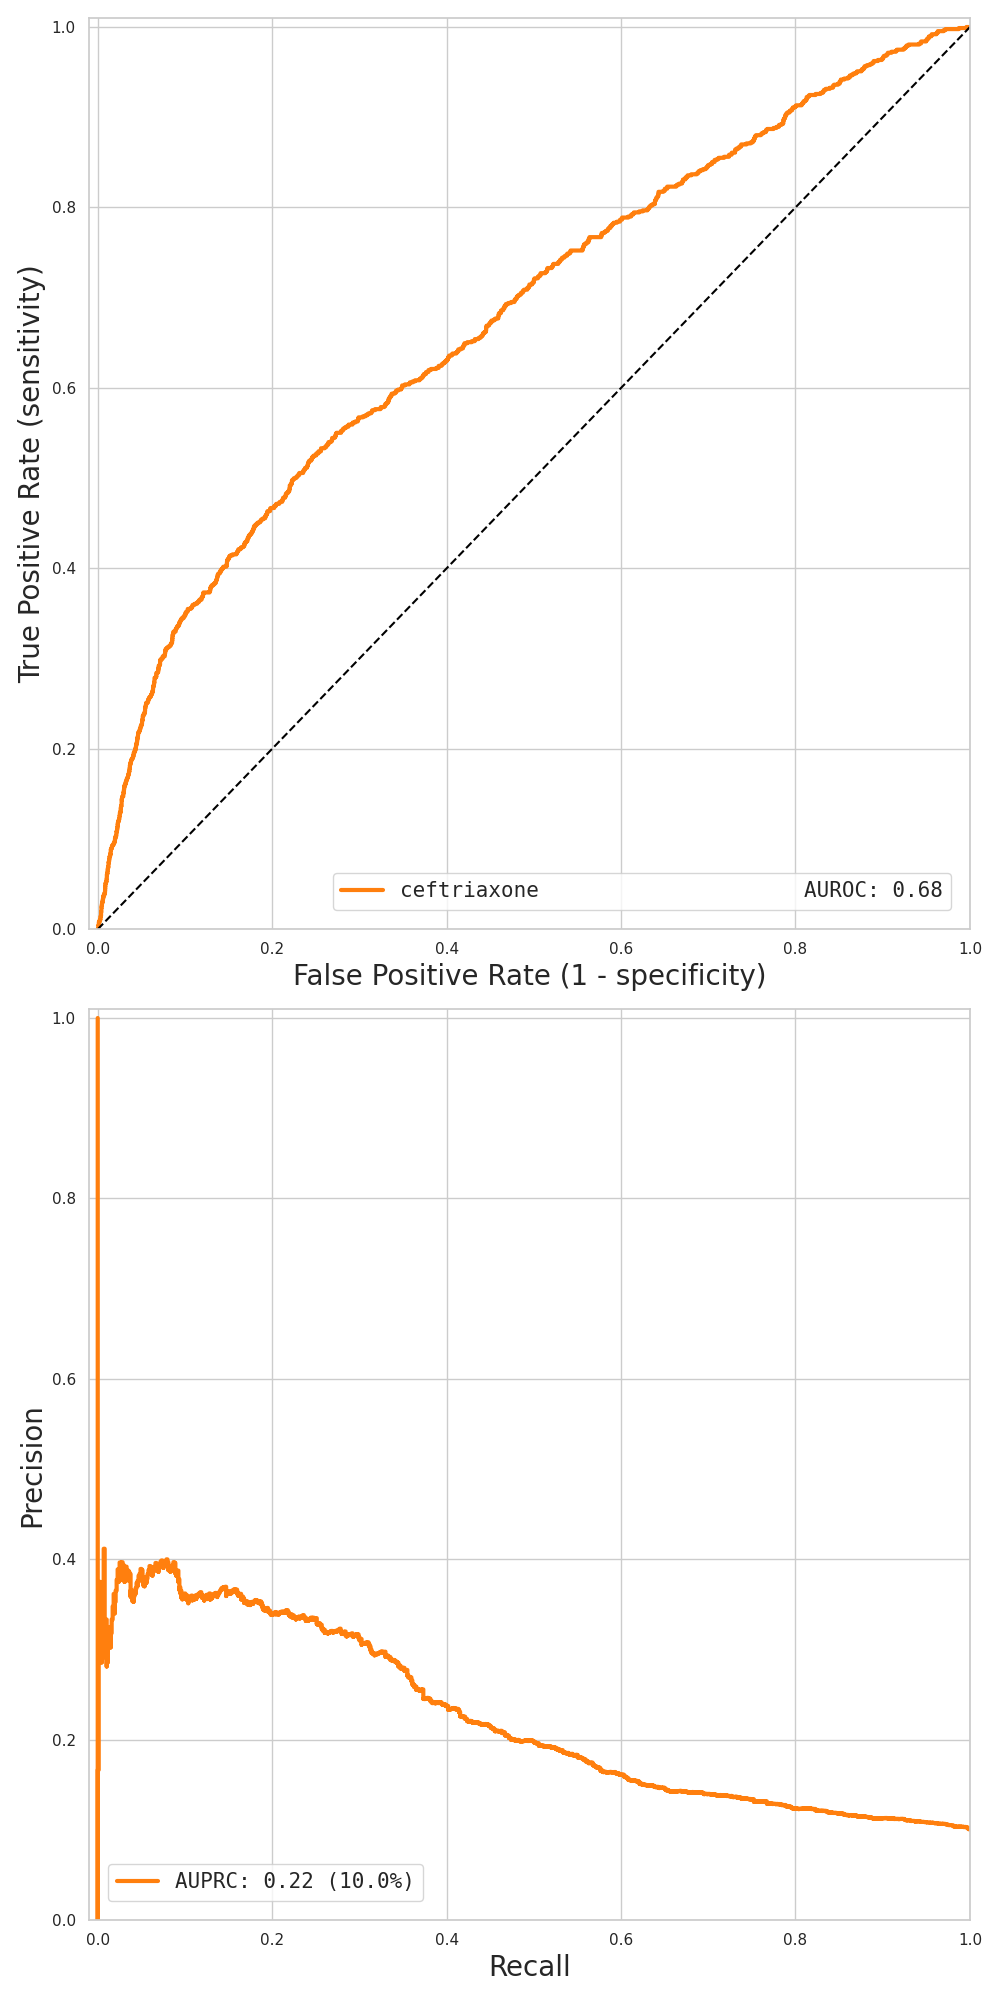 1.0
0.8
0.6
0.4
0.2
0.0
True Positive Rate (sensitivity)
ceftriaxone AUROC: 0.68
0.0 0.2 0.4 0.6 0.8 1.0
False Positive Rate (1 - specificity)
1.0
0.8
0.6
0.4
0.2
0.0
Precision
AUPRC: 0.22 (10.0%)
0.0 0.2 0.4 0.6 0.8 1.0
Recall